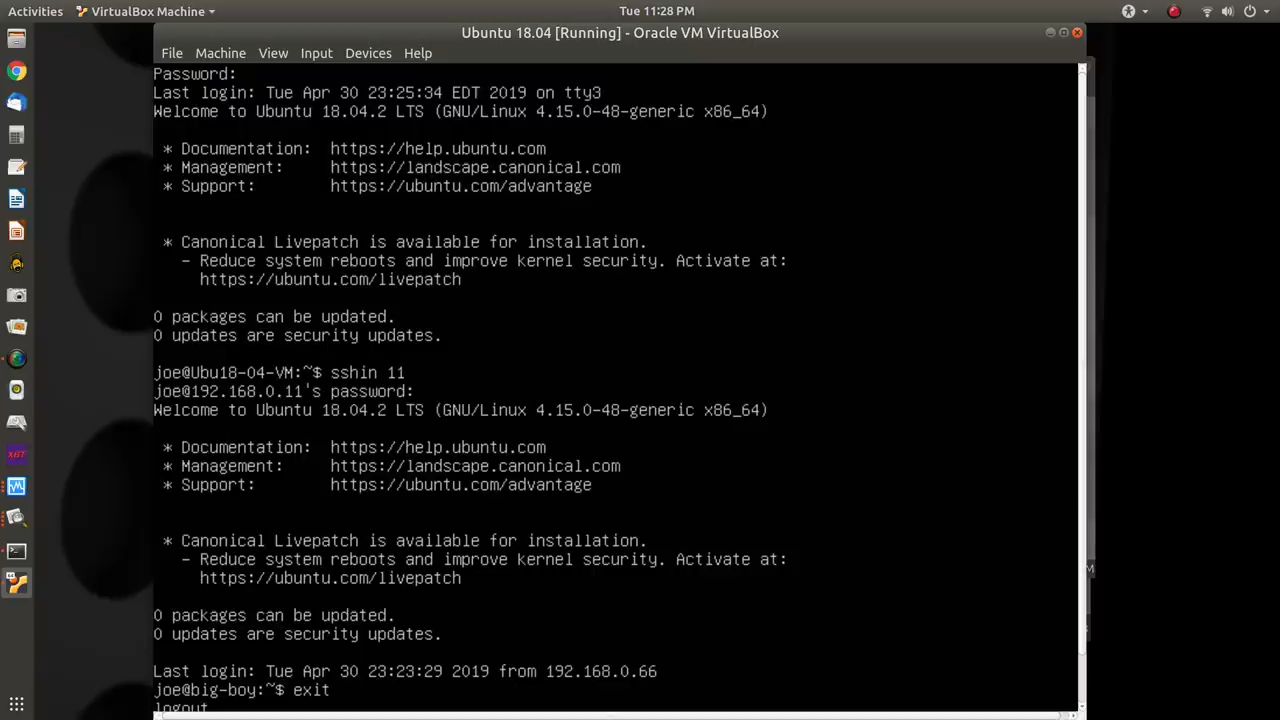 Activities VirtualBox Machine Tue 11:28 PM
Ubuntu 18.04 [Running] - Oracle VM VirtualBox
File Machine View Input Devices Help
Password:
Last login: Tue Apr 30 23:25:34 EDT 2019 on tty3
Welcome to Ubuntu 18.04.2 LTS (GNU/Linux 4.15.0-48-generic x86_64)
* Documentation: https://help.ubuntu.com
* Management: https://landscape.canonical.com
* Support: https://ubuntu.com/advantage
* Canonical Livepatch is available for installation.
- Reduce system reboots and improve kernel security. Activate at:
https://ubuntu.com/livepatch
0 packages can be updated.
0 updates are security updates.
joe@Ubu18-04-VM:~$ sshin 11
joe@192.168.0.11's password:
Welcome to Ubuntu 18.04.2 LTS (GNU/Linux 4.15.0-48-generic x86_64)
* Documentation: https://help.ubuntu.com
* Management: https://landscape.canonical.com
* Support: https://ubuntu.com/advantage
* Canonical Livepatch is available for installation.
- Reduce system reboots and improve kernel security. Activate at:
https://ubuntu.com/livepatch
0 packages can be updated.
0 updates are security updates.
Last login: Tue Apr 30 23:23:29 2019 from 192.168.0.66
joe@big-boy:~$ exit
logout